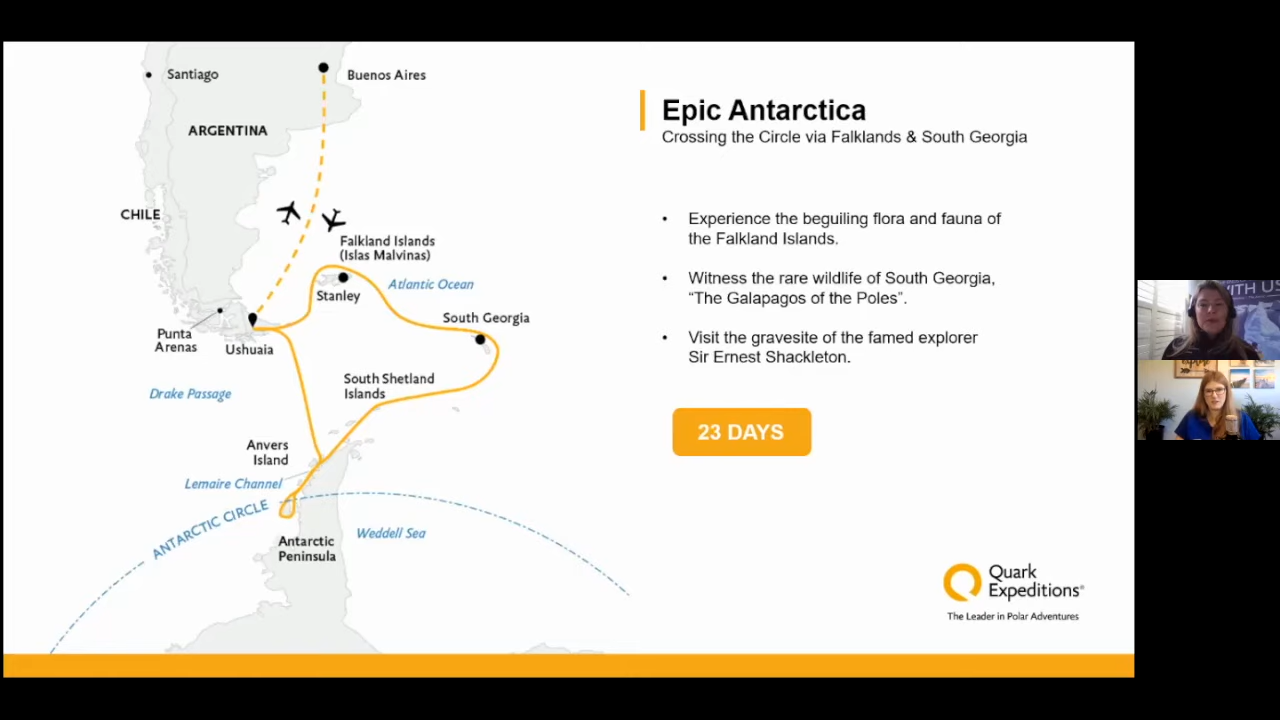 Santiago
Buenos Aires
ARGENTINA
CHILE
Falkland Islands
(Islas Malvinas)
Atlantic Ocean
Stanley
South Georgia
Punta
Arenas
Ushuaia
South Shetland
Islands
Drake Passage
Anvers
Island
Lemaire Channel
ANTARCTIC CIRCLE
Weddell Sea
Antarctic
Peninsula
Epic Antarctica
Crossing the Circle via Falklands & South Georgia
• Experience the beguiling flora and fauna of
the Falkland Islands.
• Witness the rare wildlife of South Georgia,
“The Galapagos of the Poles”.
• Visit the gravesite of the famed explorer
Sir Ernest Shackleton.
23 DAYS
Quark
Expeditions®
The Leader in Polar Adventures
WITH US